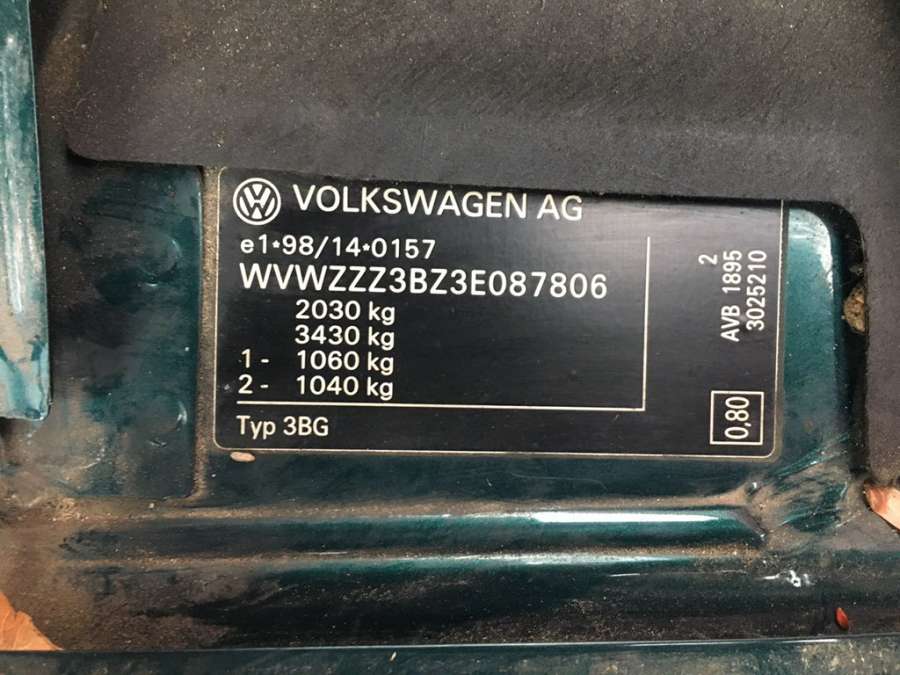 VOLKSWAGEN AG
e1*98/14*0157
WVWZZZ3BZ3E087806
2030 kg
3430 kg
1- 1060 kg
2- 1040 kg
Typ 3BG
2
AVB 1895
3025210
0,80